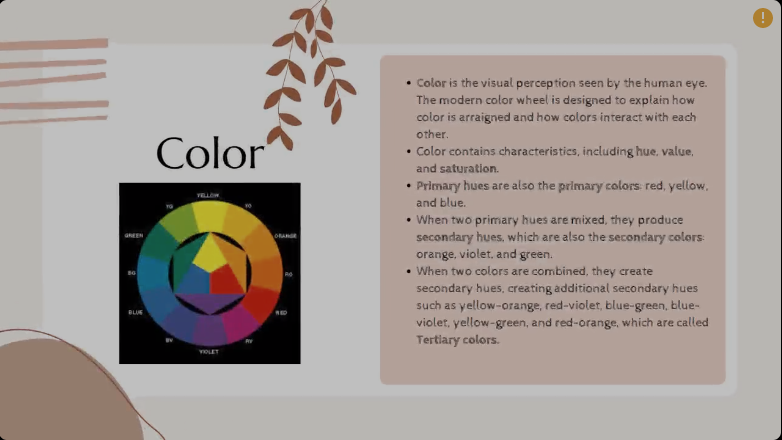 Color
YELLOW
YG
YO
GREEN
ORANGE
BG
RO
BLUE
RED
BV
RV
VIOLET
• Color is the visual perception seen by the human eye.
The modern color wheel is designed to explain how
color is arraigned and how colors interact with each
other.
• Color contains characteristics, including hue, value,
and saturation.
• Primary hues are also the primary colors: red, yellow,
and blue.
• When two primary hues are mixed, they produce
secondary hues, which are also the secondary colors:
orange, violet, and green.
• When two colors are combined, they create
secondary hues, creating additional secondary hues
such as yellow-orange, red-violet, blue-green, blue-
violet, yellow-green, and red-orange, which are called
Tertiary colors.
!